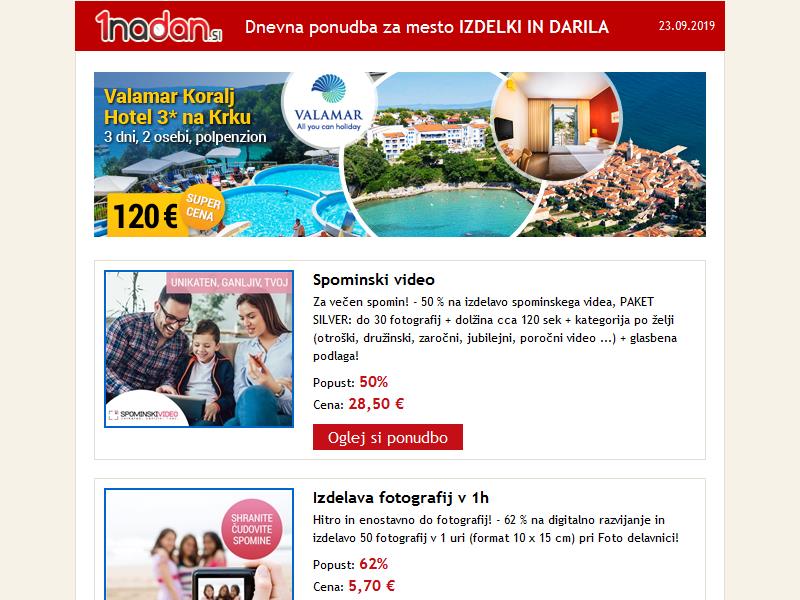 1nadan.si
Dnevna ponudba za mesto IZDELKI IN DARILA
23.09.2019
Valamar Koralj
Hotel 3* na Krku
3 dni, 2 osebi, polpenzion
120 €
SUPER
CENA
VALAMAR
All you can holiday
UNIKATEN, GANLJIV, TVOJ
SPOMINSKIVIDEO
Spominski video
Za večen spomin! - 50 % na izdelavo spominskega videa, PAKET
SILVER: do 30 fotografij + dolžina cca 120 sek + kategorija po želji
(otroški, družinski, zaročni, jubilejni, poročni video ...) + glasbena
podlaga!
Popust: 50%
Cena: 28,50 €
Oglej si ponudbo
SHRANITE
ČUDOVITE
SPOMINE
Izdelava fotografij v 1h
Hitro in enostavno do fotografij! - 62 % na digitalno razvijanje in
izdelavo 50 fotografij v 1 uri (format 10 x 15 cm) pri Foto delavnici!
Popust: 62%
Cena: 5,70 €